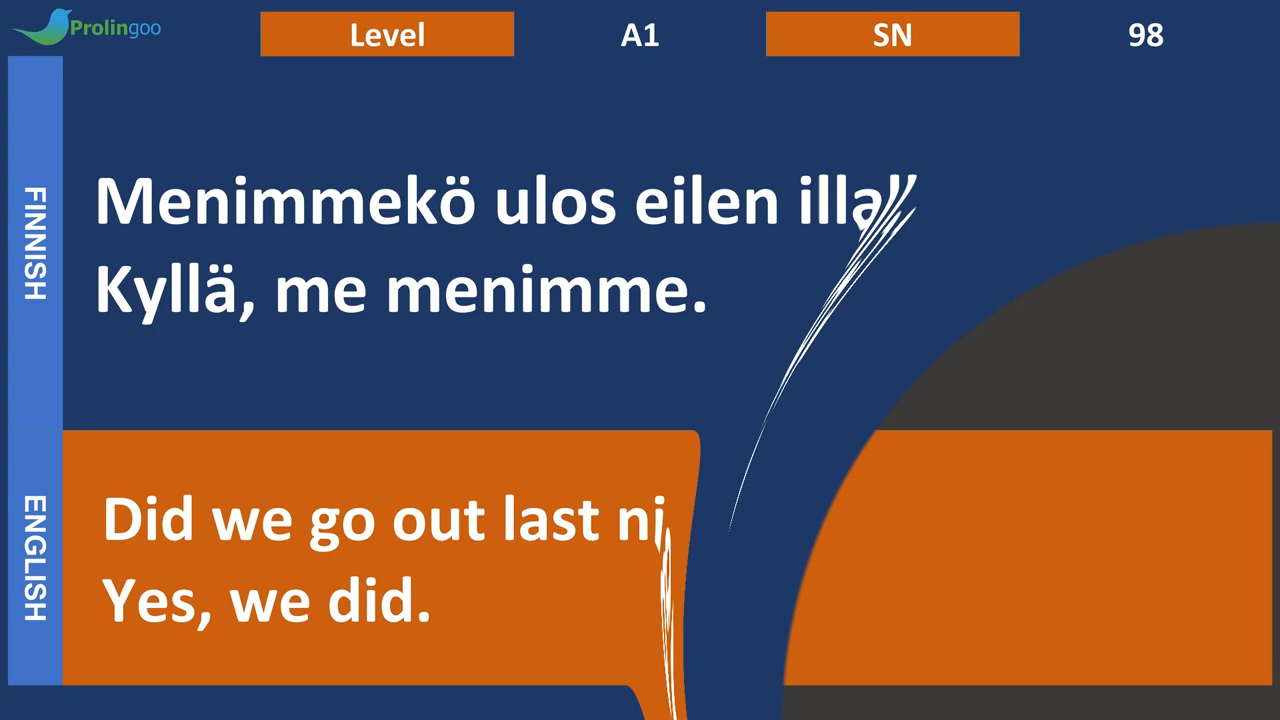 Prolingoo
Level A1 SN 98
FINNISH
Menimmekö ulos eilen
Kyllä, me menimme.
ENGLISH
Did we go out last
Yes, we did.